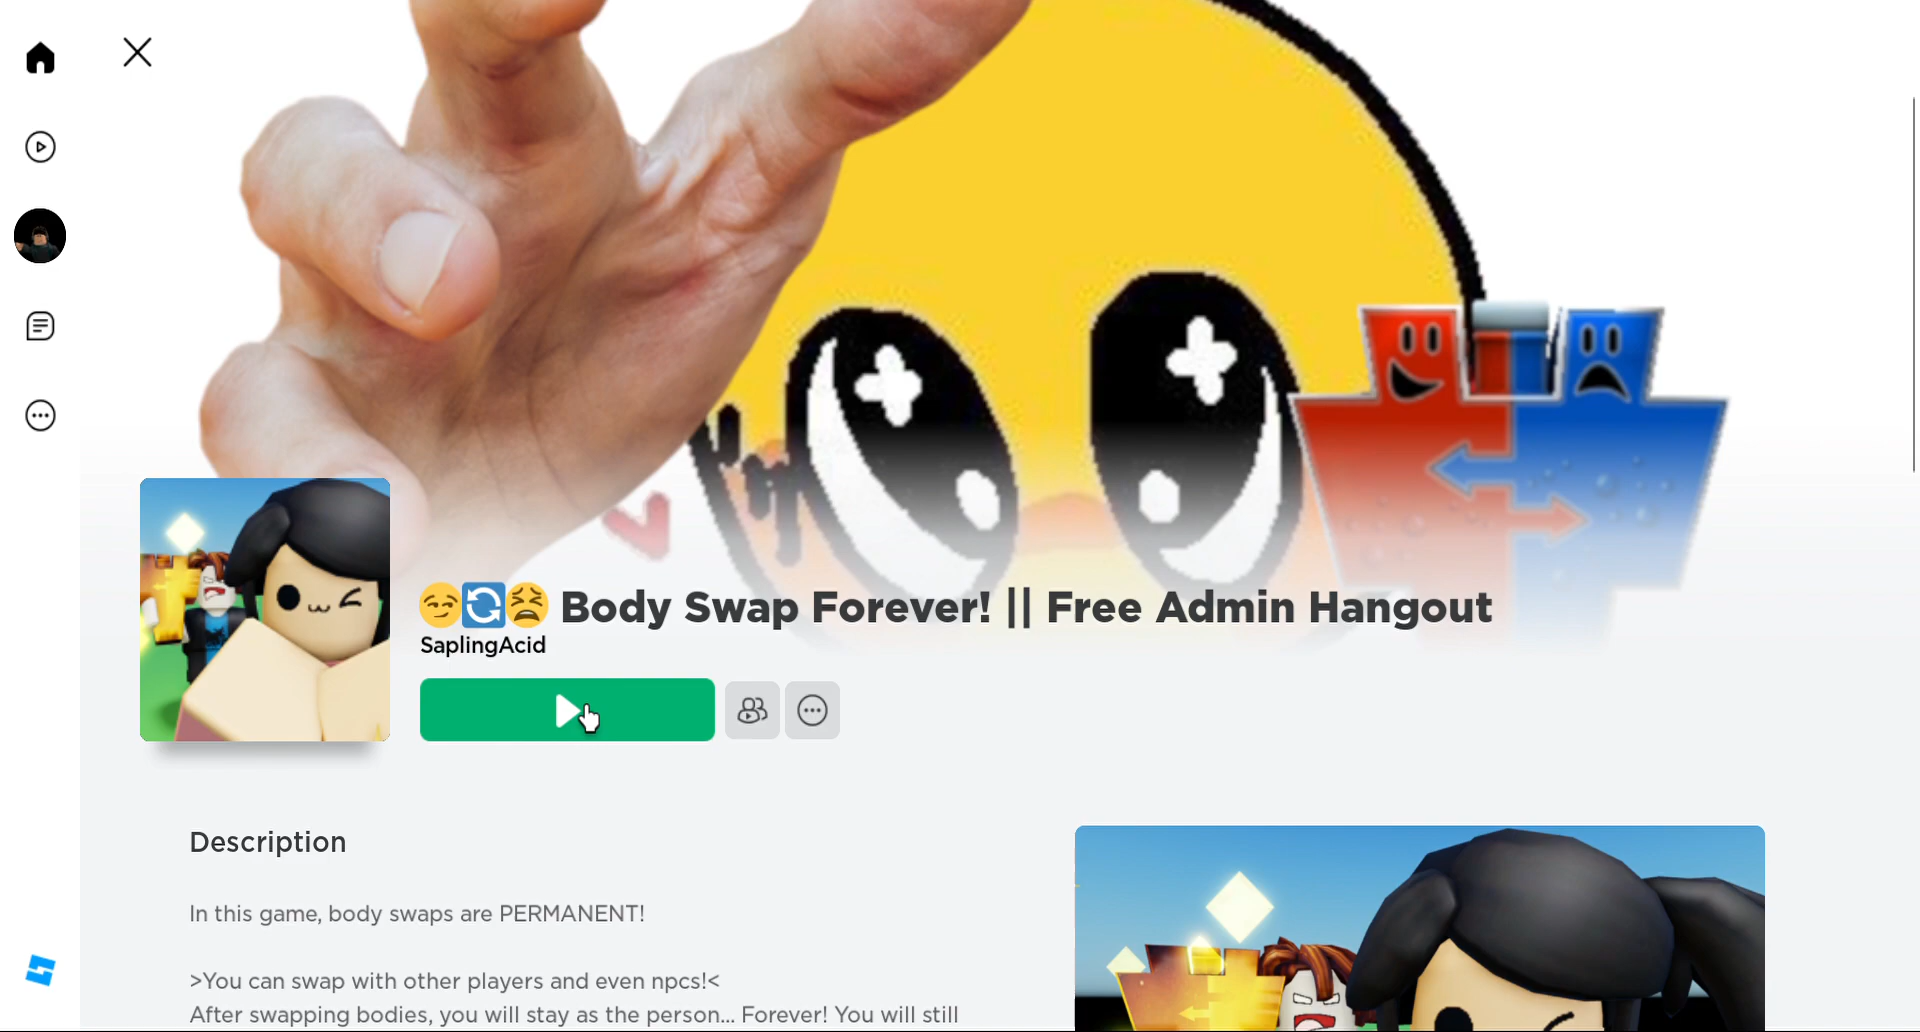 😏🔄😫 Body Swap Forever! || Free Admin Hangout
SaplingAcid
Description
In this game, body swaps are PERMANENT!
>You can swap with other players and even npcs!<
After swapping bodies, you will stay as the person... Forever! You will still